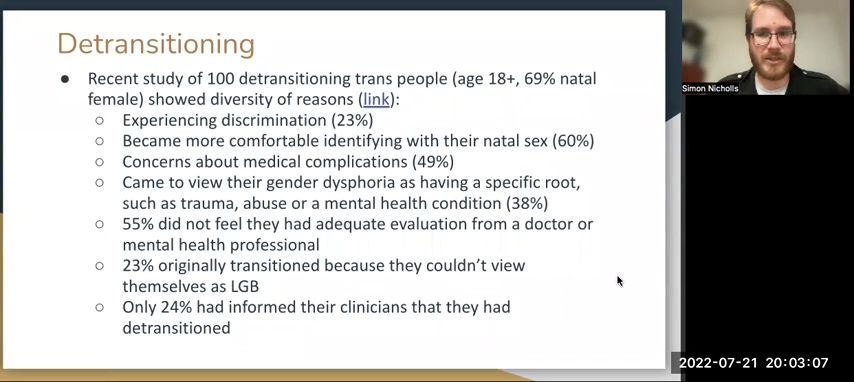 Detransitioning
● Recent study of 100 detransitioning trans people (age 18+, 69% natal
female) showed diversity of reasons (link):
○ Experiencing discrimination (23%)
○ Became more comfortable identifying with their natal sex (60%)
○ Concerns about medical complications (49%)
○ Came to view their gender dysphoria as having a specific root,
such as trauma, abuse or a mental health condition (38%)
○ 55% did not feel they had adequate evaluation from a doctor or
mental health professional
○ 23% originally transitioned because they couldn’t view
themselves as LGB
○ Only 24% had informed their clinicians that they had
detransitioned
Simon Nicholls
2022-07-21 20:03:07